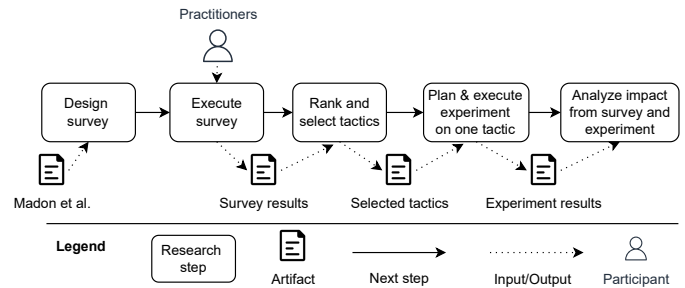 Practitioners
Design
survey
Execute
survey
Rank and
select tactics
Plan & execute
experiment
on one tactic
Analyze impact
from survey and
experiment
Madon et al.
Survey results
Selected tactics
Experiment results
Legend
Research
step
Artifact
Next step
Input/Output
Participant